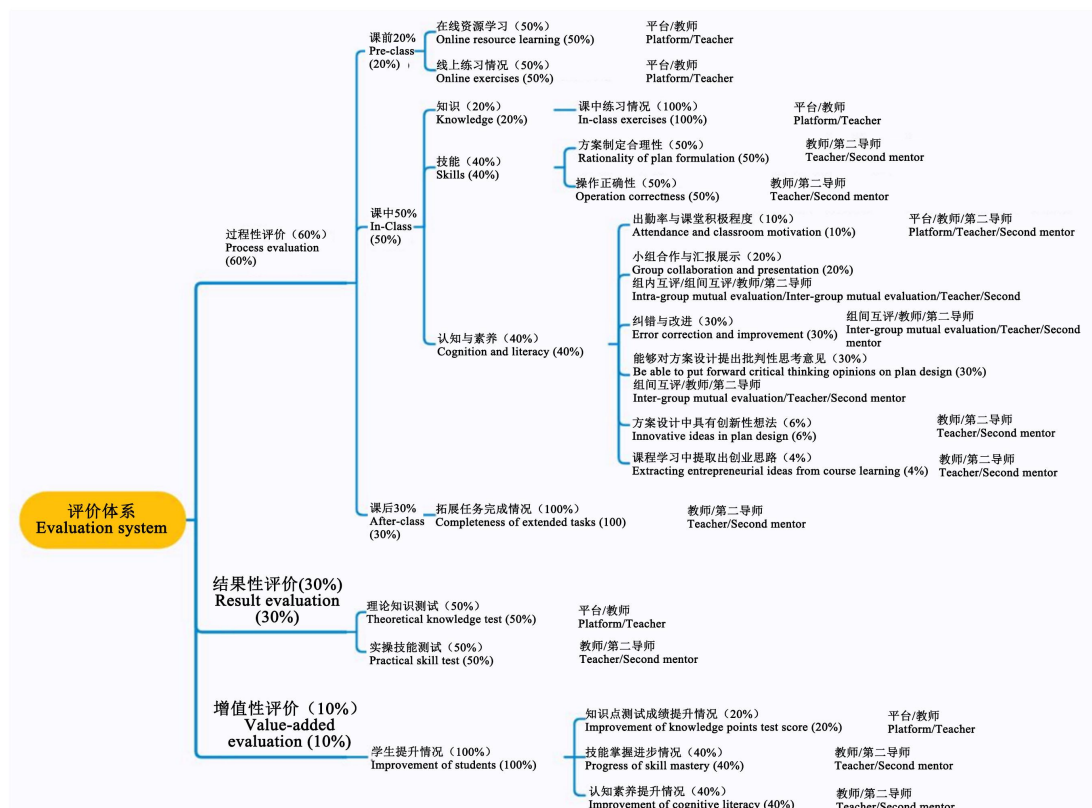 评价体系
Evaluation system
过程性评价（60%）
Process evaluation
(60%)
课前20%
Pre-class
(20%)
在线资源学习（50%）
Online resource learning (50%)
平台/教师
Platform/Teacher
线上练习情况（50%）
Online exercises (50%)
平台/教师
Platform/Teacher
课中50%
In-Class
(50%)
知识（20%）
Knowledge (20%)
课中练习情况（100%）
In-class exercises (100%)
平台/教师
Platform/Teacher
技能（40%）
Skills (40%)
方案制定合理性（50%）
Rationality of plan formulation (50%)
教师/第二导师
Teacher/Second mentor
操作正确性（50%）
Operation correctness (50%)
教师/第二导师
Teacher/Second mentor
认知与素养（40%）
Cognition and literacy (40%)
出勤率与课堂积极程度（10%）
Attendance and classroom motivation (10%)
平台/教师/第二导师
Platform/Teacher/Second mentor
小组合作与汇报展示（20%）
Group collaboration and presentation (20%)
组内互评/组间互评/教师/第二导师
Intra-group mutual evaluation/Inter-group mutual evaluation/Teacher/Second
纠错与改进（30%）
Error correction and improvement (30%)
组间互评/教师/第二导师
Inter-group mutual evaluation/Teacher/Second
mentor
能够对方案设计提出批判性思考意见（30%）
Be able to put forward critical thinking opinions on plan design (30%)
组间互评/教师/第二导师
Inter-group mutual evaluation/Teacher/Second mentor
方案设计中具有创新性想法（6%）
Innovative ideas in plan design (6%)
教师/第二导师
Teacher/Second mentor
课程学习中提取出创业思路（4%）
Extracting entrepreneurial ideas from course learning (4%)
教师/第二导师
Teacher/Second mentor
课后30%
After-class
(30%)
拓展任务完成情况（100%）
Completeness of extended tasks (100)
教师/第二导师
Teacher/Second mentor
结果性评价(30%)
Result evaluation
(30%)
理论知识测试（50%）
Theoretical knowledge test (50%)
平台/教师
Platform/Teacher
实操技能测试（50%）
Practical skill test (50%)
教师/第二导师
Teacher/Second mentor
增值性评价（10%）
Value-added
evaluation (10%)
学生提升情况（100%）
Improvement of students (100%)
知识点测试成绩提升情况（20%）
Improvement of knowledge points test score (20%)
平台/教师
Platform/Teacher
技能掌握进步情况（40%）
Progress of skill mastery (40%)
教师/第二导师
Teacher/Second mentor
认知素养提升情况（40%）
Improvement of cognitive literacy (40%)
教师/第二导师
Teacher/Second mentor